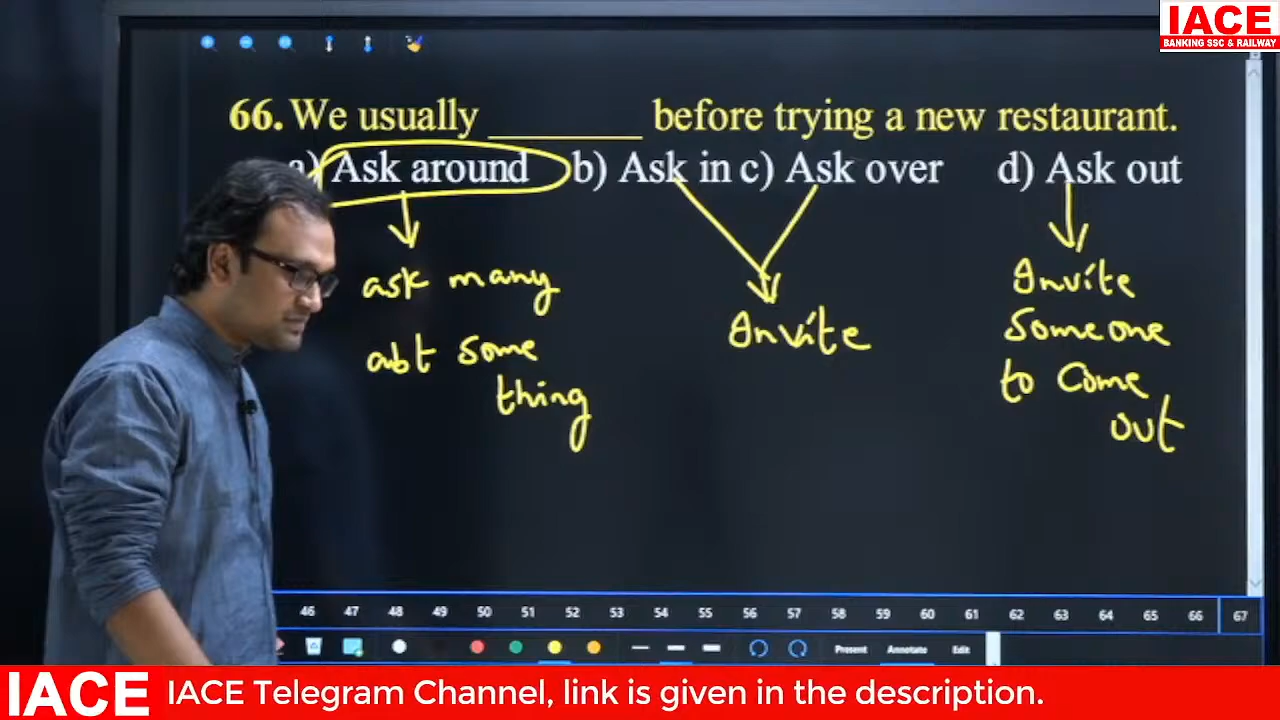 IACE
BANKING SSC & RAILWAY
66. We usually __________ before trying a new restaurant.
a) Ask around b) Ask in c) Ask over d) Ask out
ask many
abt some
thing
Invite
Invite
Someone
to Come
out
46 47 48 49 50 51 52 53 54 55 56 57 58 59 60 61 62 63 64 65 66 67
Present Annotate Edit
IACE IACE Telegram Channel, link is given in the description.